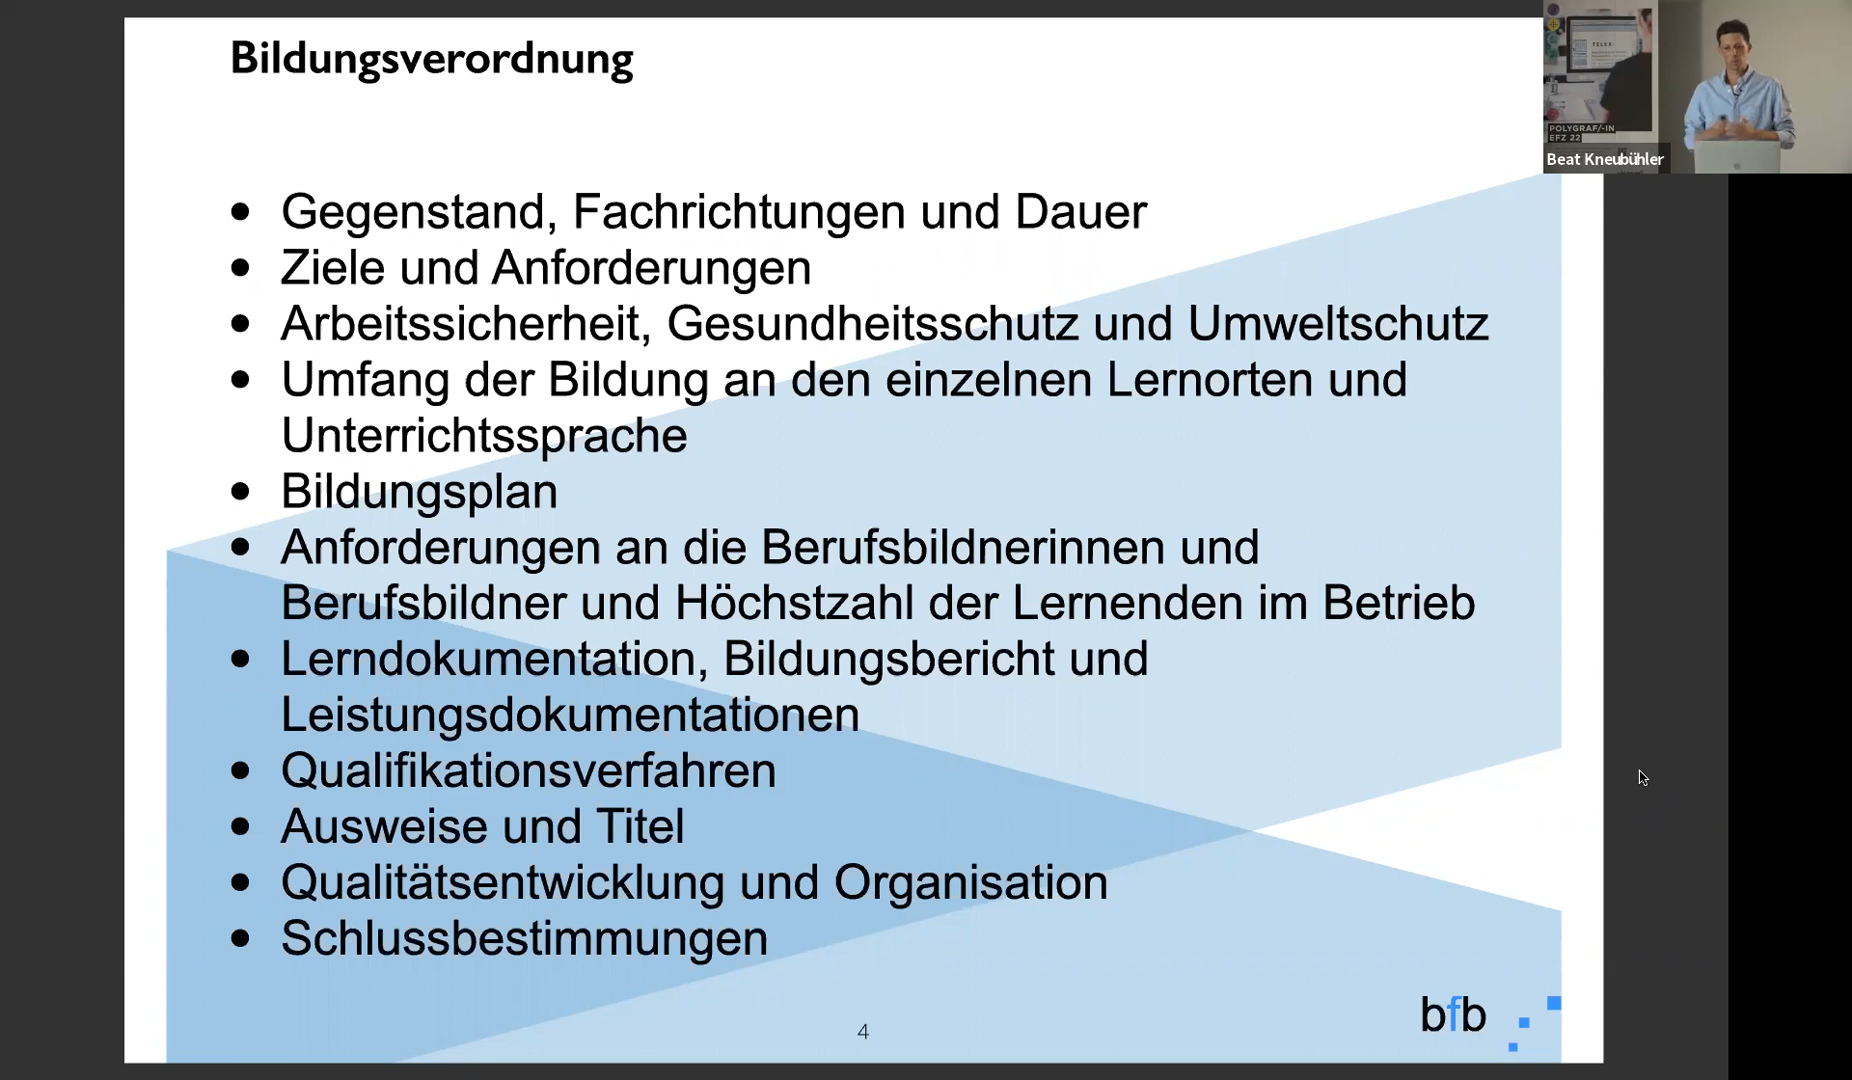 Bildungsverordnung
• Gegenstand, Fachrichtungen und Dauer
• Ziele und Anforderungen
• Arbeitssicherheit, Gesundheitsschutz und Umweltschutz
• Umfang der Bildung an den einzelnen Lernorten und
Unterrichtssprache
• Bildungsplan
• Anforderungen an die Berufsbildnerinnen und
Berufsbildner und Höchstzahl der Lernenden im Betrieb
• Lerndokumentation, Bildungsbericht und
Leistungsdokumentationen
• Qualifikationsverfahren
• Ausweise und Titel
• Qualitätsentwicklung und Organisation
• Schlussbestimmungen
4
bfb
POLYGRAF/-IN
EFZ 22
Beat Kneubühler